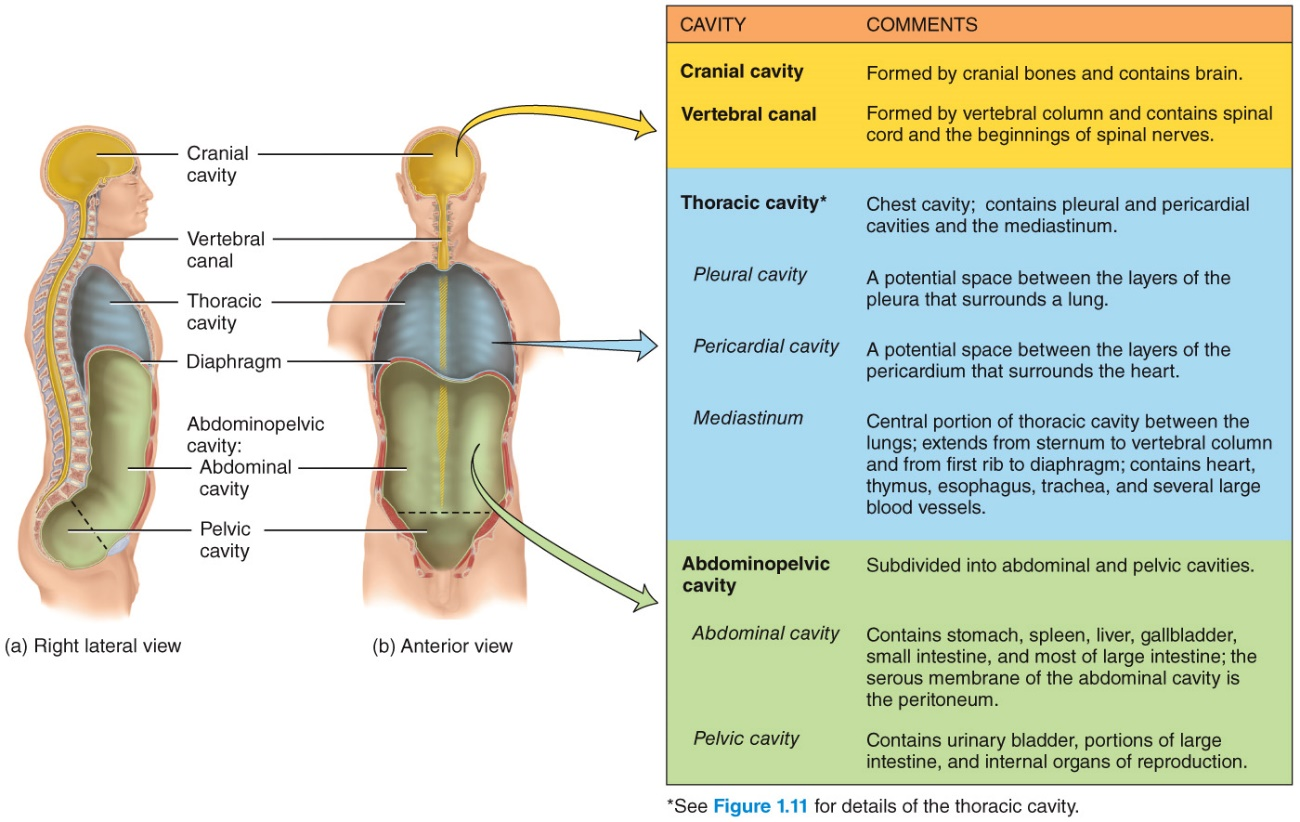 Cranial
cavity
Vertebral
canal
Thoracic
cavity
Diaphragm
Abdominopelvic
cavity:
Abdominal
cavity
Pelvic
cavity
(a) Right lateral view
(b) Anterior view
CAVITY COMMENTS
Cranial cavity Formed by cranial bones and contains brain.
Vertebral canal Formed by vertebral column and contains spinal
cord and the beginnings of spinal nerves.
Thoracic cavity* Chest cavity; contains pleural and pericardial
cavities and the mediastinum.
Pleural cavity A potential space between the layers of the
pleura that surrounds a lung.
Pericardial cavity A potential space between the layers of the
pericardium that surrounds the heart.
Mediastinum Central portion of thoracic cavity between the
lungs; extends from sternum to vertebral column
and from first rib to diaphragm; contains heart,
thymus, esophagus, trachea, and several large
blood vessels.
Abdominopelvic Subdivided into abdominal and pelvic cavities.
cavity
Abdominal cavity Contains stomach, spleen, liver, gallbladder,
small intestine, and most of large intestine; the
serous membrane of the abdominal cavity is
the peritoneum.
Pelvic cavity Contains urinary bladder, portions of large
intestine, and internal organs of reproduction.
*See Figure 1.11 for details of the thoracic cavity.